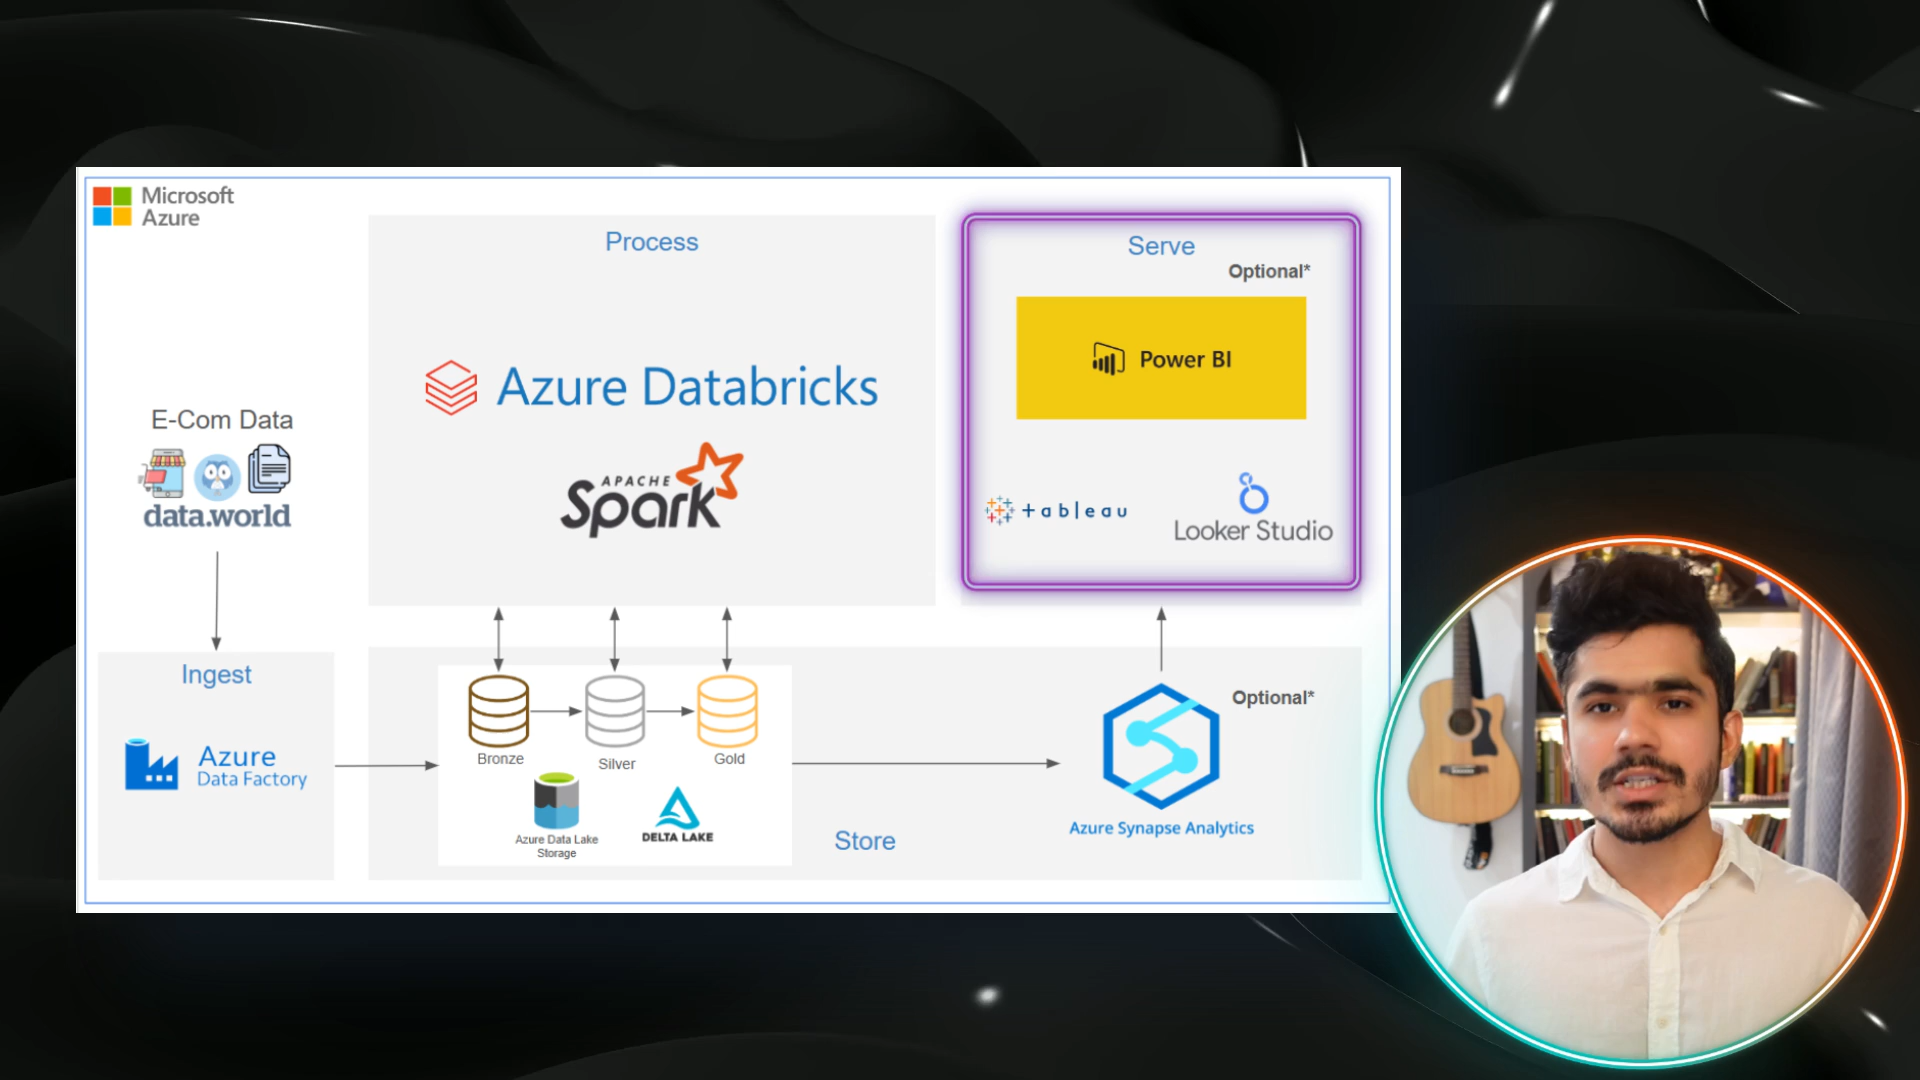 Microsoft
Azure
Process
Serve
Optional*
Power BI
Azure Databricks
E-Com Data
APACHE
Spark
data.world
+ableau
Looker Studio
Ingest
Azure
Data Factory
Bronze
Silver
Gold
Optional*
Azure Data Lake
Storage
DELTA LAKE
Store
Azure Synapse Analytics